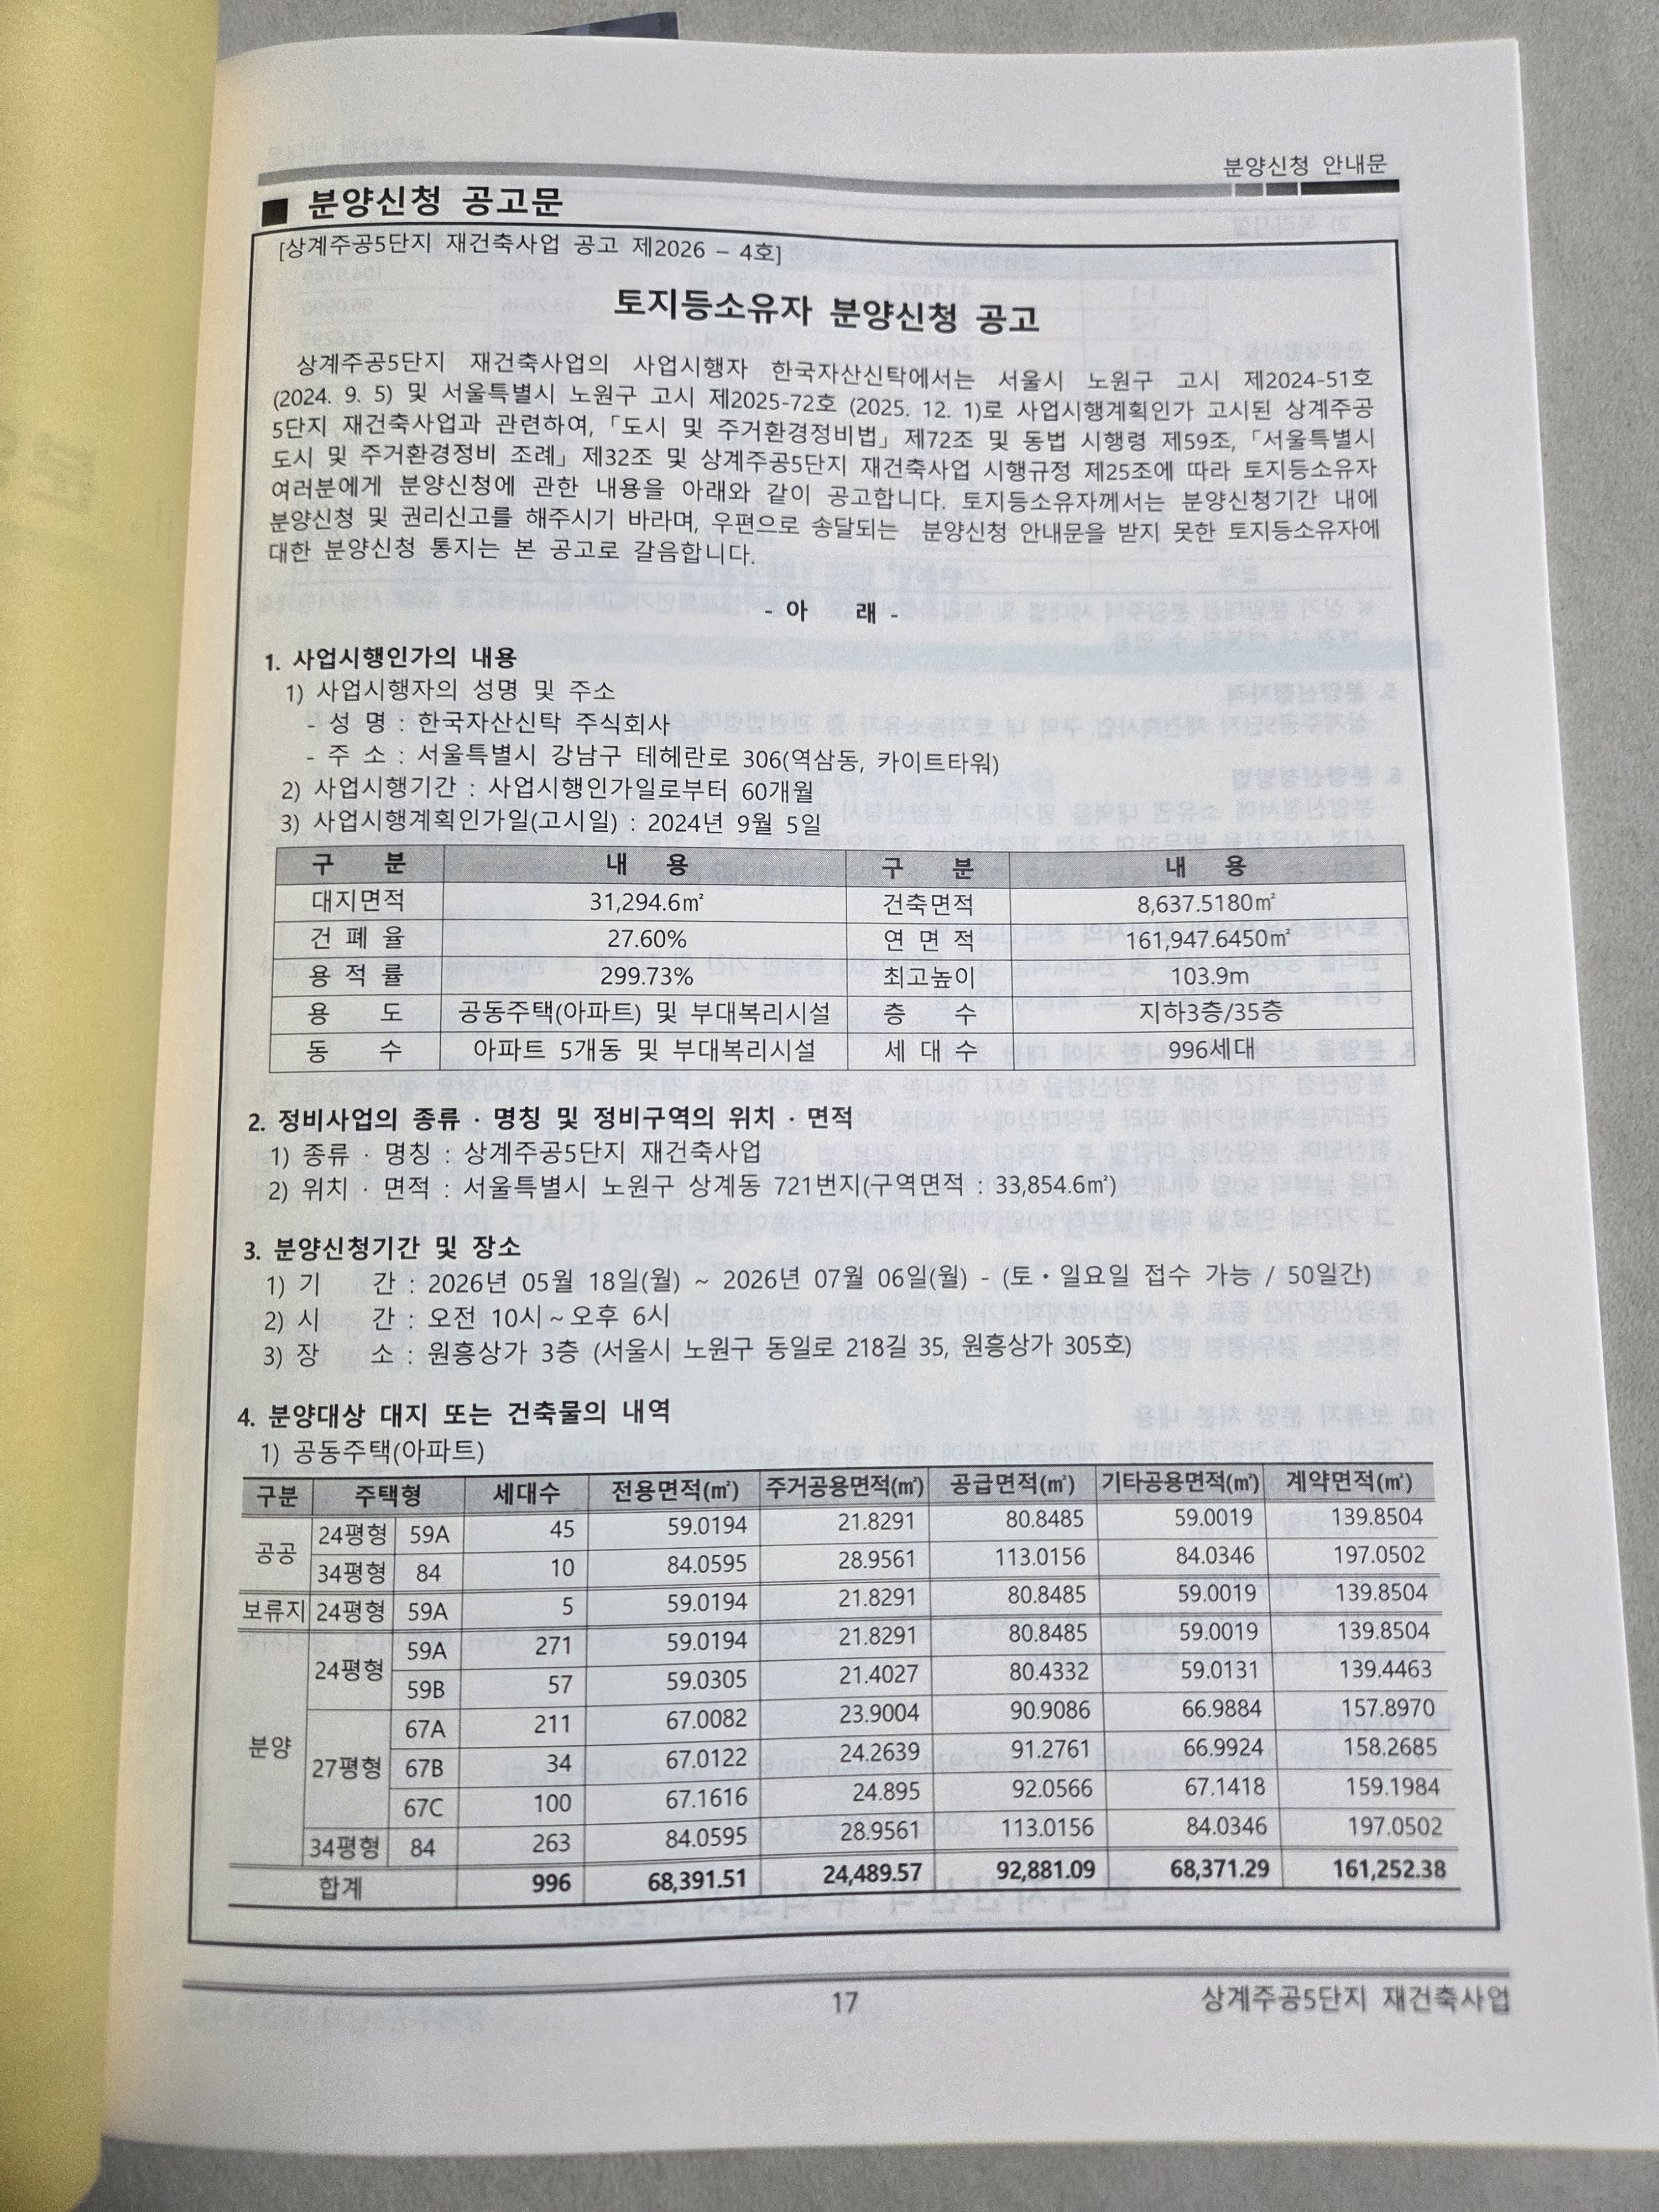 분양신청 안내문
■ 분양신청 공고문
[상계주공5단지 재건축사업 공고 제2026 – 4호]
토지등소유자 분양신청 공고
상계주공5단지 재건축사업의 사업시행자 한국자산신탁에서는 서울시 노원구 고시 제2024-51호
(2024. 9. 5) 및 서울특별시 노원구 고시 제2025-72호 (2025. 12. 1)로 사업시행계획인가 고시된 상계주공
5단지 재건축사업과 관련하여, 「도시 및 주거환경정비법」 제72조 및 동법 시행령 제59조, 「서울특별시
도시 및 주거환경정비 조례」 제32조 및 상계주공5단지 재건축사업 시행규정 제25조에 따라 토지등소유자
여러분에게 분양신청에 관한 내용을 아래와 같이 공고합니다. 토지등소유자께서는 분양신청기간 내에
분양신청 및 권리신고를 해주시기 바라며, 우편으로 송달되는 분양신청 안내문을 받지 못한 토지등소유자에
대한 분양신청 통지는 본 공고로 갈음합니다.
- 아 래 -
1. 사업시행인가의 내용
1) 사업시행자의 성명 및 주소
- 성 명 : 한국자산신탁 주식회사
- 주 소 : 서울특별시 강남구 테헤란로 306(역삼동, 카이트타워)
2) 사업시행기간 : 사업시행인가일로부터 60개월
3) 사업시행계획인가일(고시일) : 2024년 9월 5일
구 분 내 용 구 분 내 용
대지면적 31,294.6㎡ 건축면적 8,637.5180㎡
건 폐 율 27.60% 연 면 적 161,947.6450㎡
용 적 률 299.73% 최고높이 103.9m
용 도 공동주택(아파트) 및 부대복리시설 층 수 지하3층/35층
동 수 아파트 5개동 및 부대복리시설 세 대 수 996세대
2. 정비사업의 종류 · 명칭 및 정비구역의 위치 · 면적
1) 종류 · 명칭 : 상계주공5단지 재건축사업
2) 위치 · 면적 : 서울특별시 노원구 상계동 721번지(구역면적 : 33,854.6㎡)
3. 분양신청기간 및 장소
1) 기 간 : 2026년 05월 18일(월) ~ 2026년 07월 06일(월) - (토·일요일 접수 가능 / 50일간)
2) 시 간 : 오전 10시 ~ 오후 6시
3) 장 소 : 원흥상가 3층 (서울시 노원구 동일로 218길 35, 원흥상가 305호)
4. 분양대상 대지 또는 건축물의 내역
1) 공동주택(아파트)
구분 주택형 세대수 전용면적(㎡) 주거공용면적(㎡) 공급면적(㎡) 기타공용면적(㎡) 계약면적(㎡)
공공 24평형 59A 45 59.0194 21.8291 80.8485 59.0019 139.8504
34평형 84 10 84.0595 28.9561 113.0156 84.0346 197.0502
보류지 24평형 59A 5 59.0194 21.8291 80.8485 59.0019 139.8504
분양 24평형 59A 271 59.0194 21.8291 80.8485 59.0019 139.8504
59B 57 59.0305 21.4027 80.4332 59.0131 139.4463
27평형 67A 211 67.0082 23.9004 90.9086 66.9884 157.8970
67B 34 67.0122 24.2639 91.2761 66.9924 158.2685
67C 100 67.1616 24.895 92.0566 67.1418 159.1984
34평형 84 263 84.0595 28.9561 113.0156 84.0346 197.0502
합계 996 68,391.51 24,489.57 92,881.09 68,371.29 161,252.38
17
상계주공5단지 재건축사업